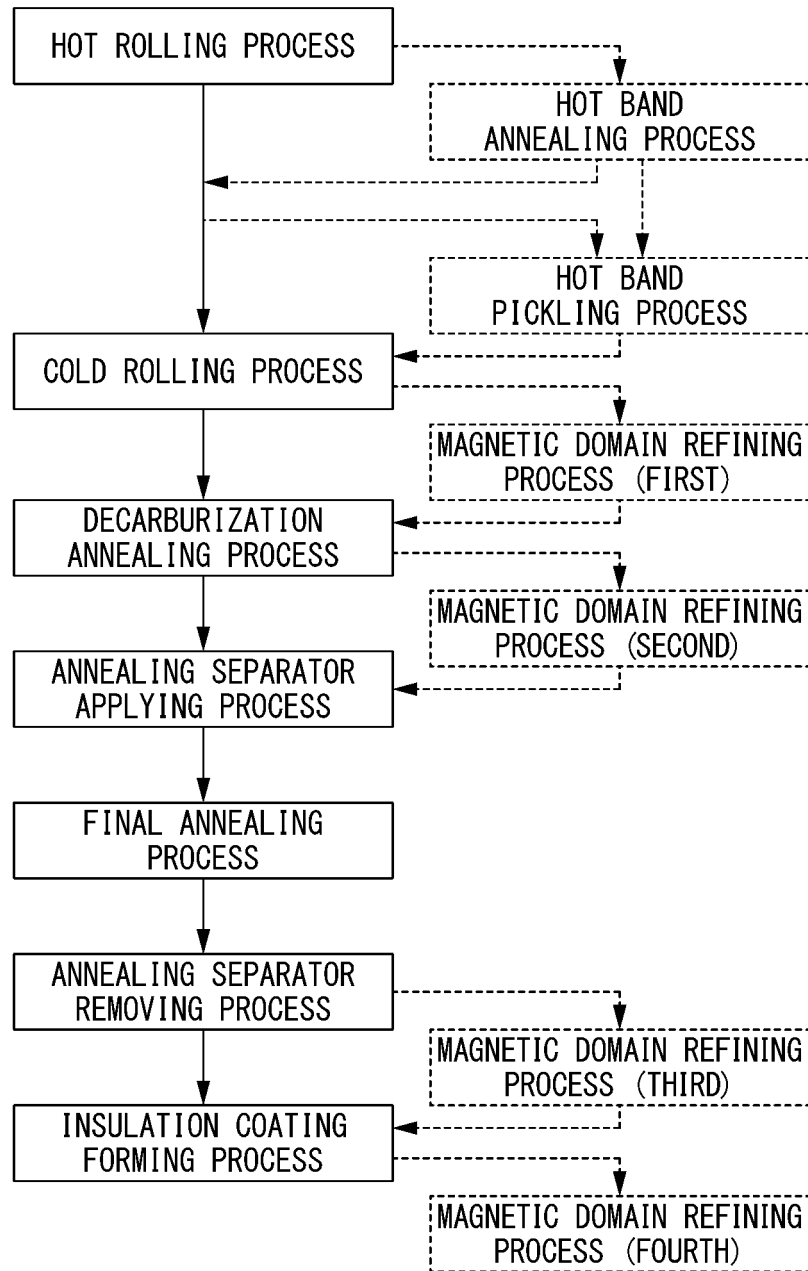 HOT ROLLING PROCESS
HOT BAND
ANNEALING PROCESS
HOT BAND
PICKLING PROCESS
COLD ROLLING PROCESS
MAGNETIC DOMAIN REFINING
PROCESS (FIRST)
DECARBURIZATION
ANNEALING PROCESS
MAGNETIC DOMAIN REFINING
PROCESS (SECOND)
ANNEALING SEPARATOR
APPLYING PROCESS
FINAL ANNEALING
PROCESS
ANNEALING SEPARATOR
REMOVING PROCESS
MAGNETIC DOMAIN REFINING
PROCESS (THIRD)
INSULATION COATING
FORMING PROCESS
MAGNETIC DOMAIN REFINING
PROCESS (FOURTH)